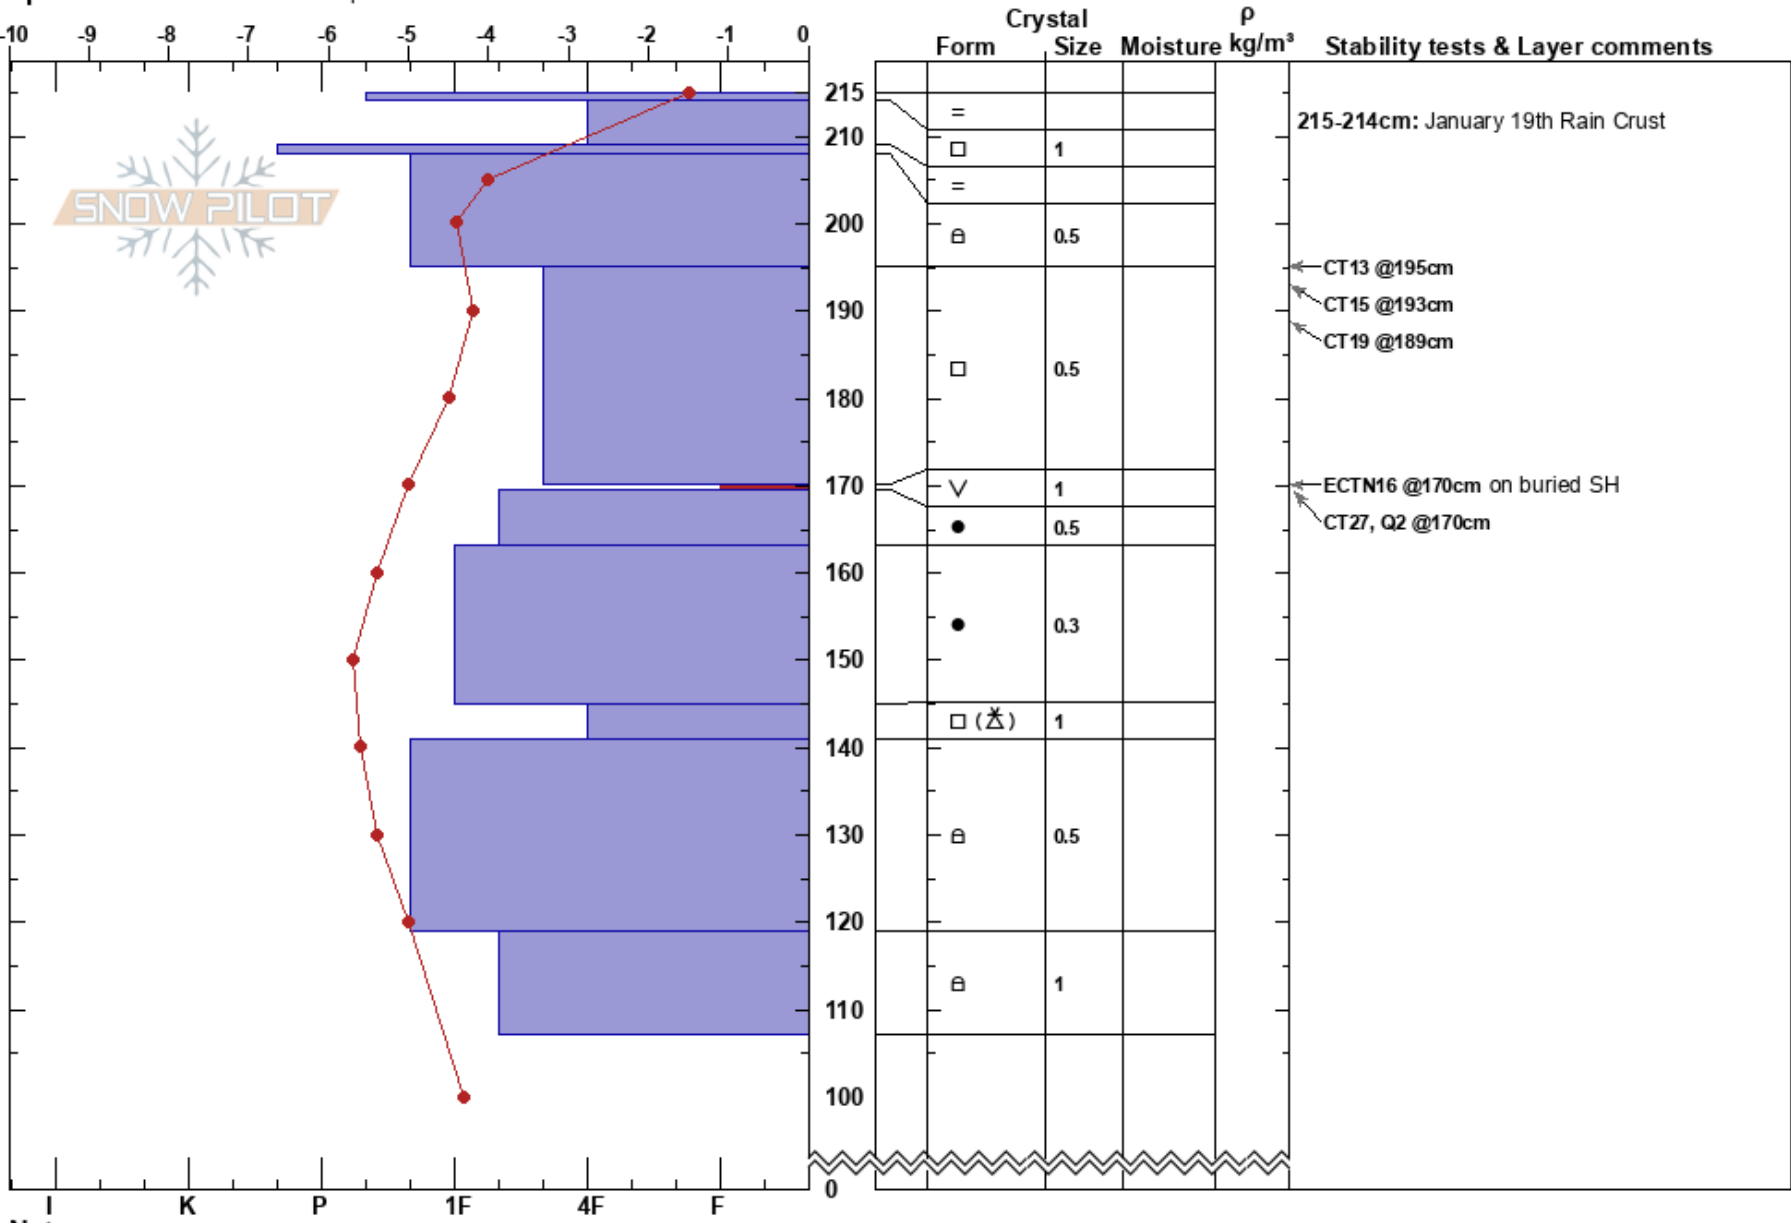 Crystal ρ
-10 -9 -8 -7 -6 -5 -4 -3 -2 -1 0 Form Size Moisture kg/m³ Stability tests & Layer comments
215
= 215-214cm: January 19th Rain Crust
210
1
=
SNOW PILOT
200 0.5
CT13 @195cm
CT15 @193cm
190
CT19 @189cm
0.5
180
170 1 ECTN16 @170cm on buried SH
0.5 CT27, Q2 @170cm
160
0.3
150
( ) 1
140
130 0.5
120
1
110
100
0
I K P 1F 4F F